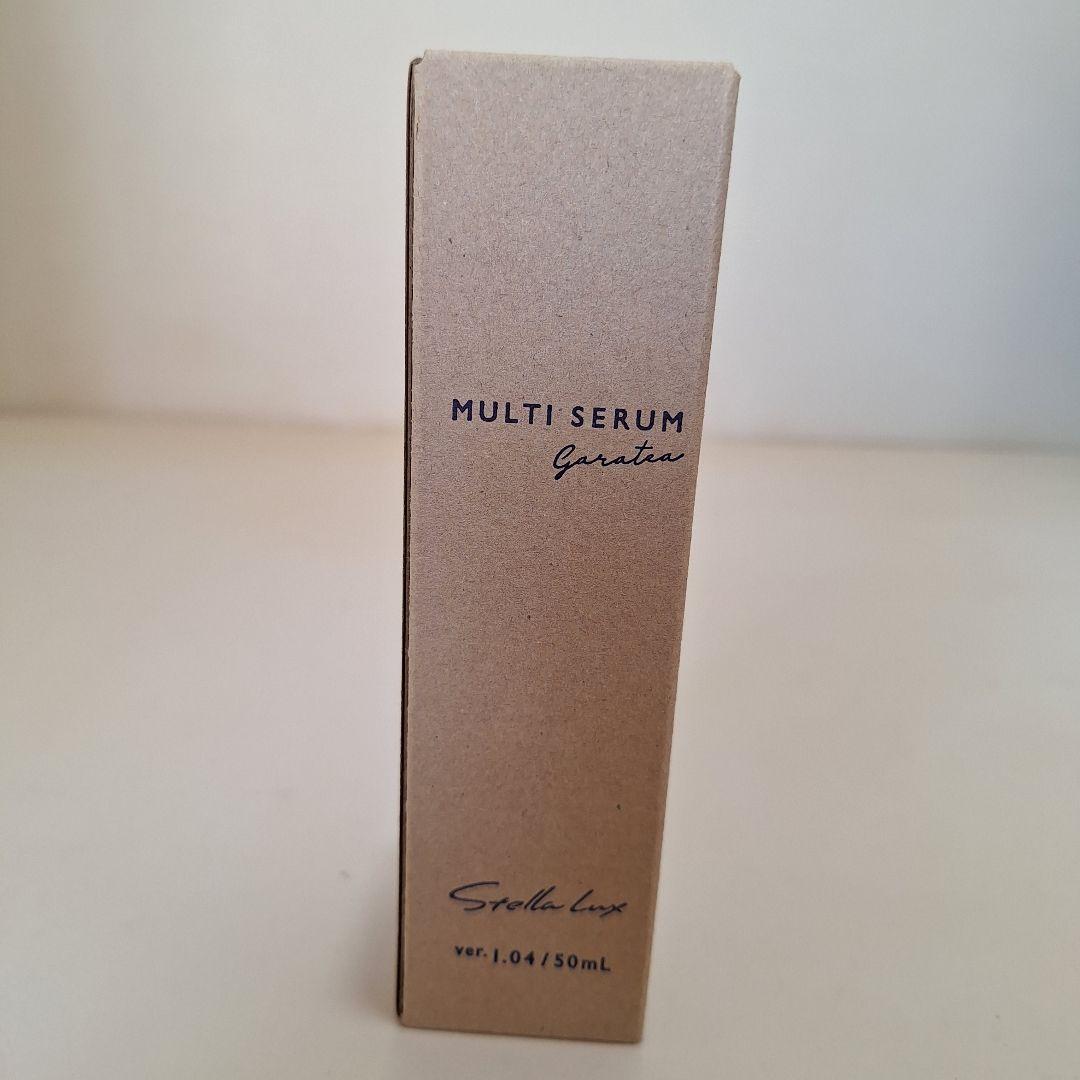 MULTI SERUM
Garatea
Stella Lux
ver. 1.04/50mL